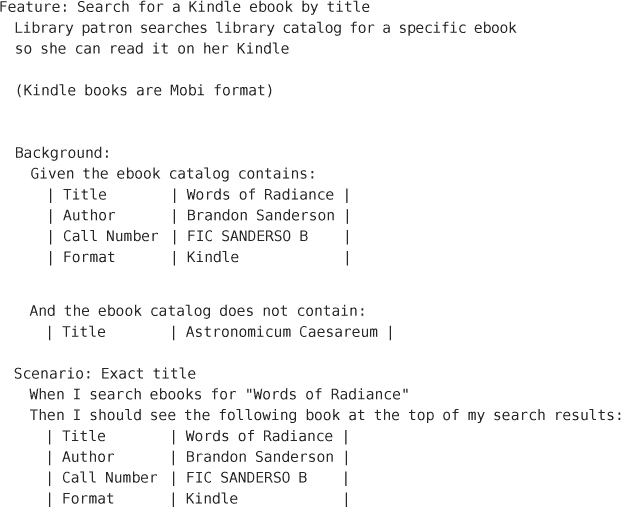 Feature: Search for a Kindle ebook by title
Library patron searches library catalog for a specific ebook
so she can read it on her Kindle
(Kindle books are Mobi format)
Background:
Given the ebook catalog contains:
| Title | Words of Radiance |
| Author | Brandon Sanderson |
| Call Number | FIC SANDERSO B |
| Format | Kindle |
And the ebook catalog does not contain:
| Title | Astronomicum Caesareum |
Scenario: Exact title
When I search ebooks for "Words of Radiance"
Then I should see the following book at the top of my search results:
| Title | Words of Radiance |
| Author | Brandon Sanderson |
| Call Number | FIC SANDERSO B |
| Format | Kindle |